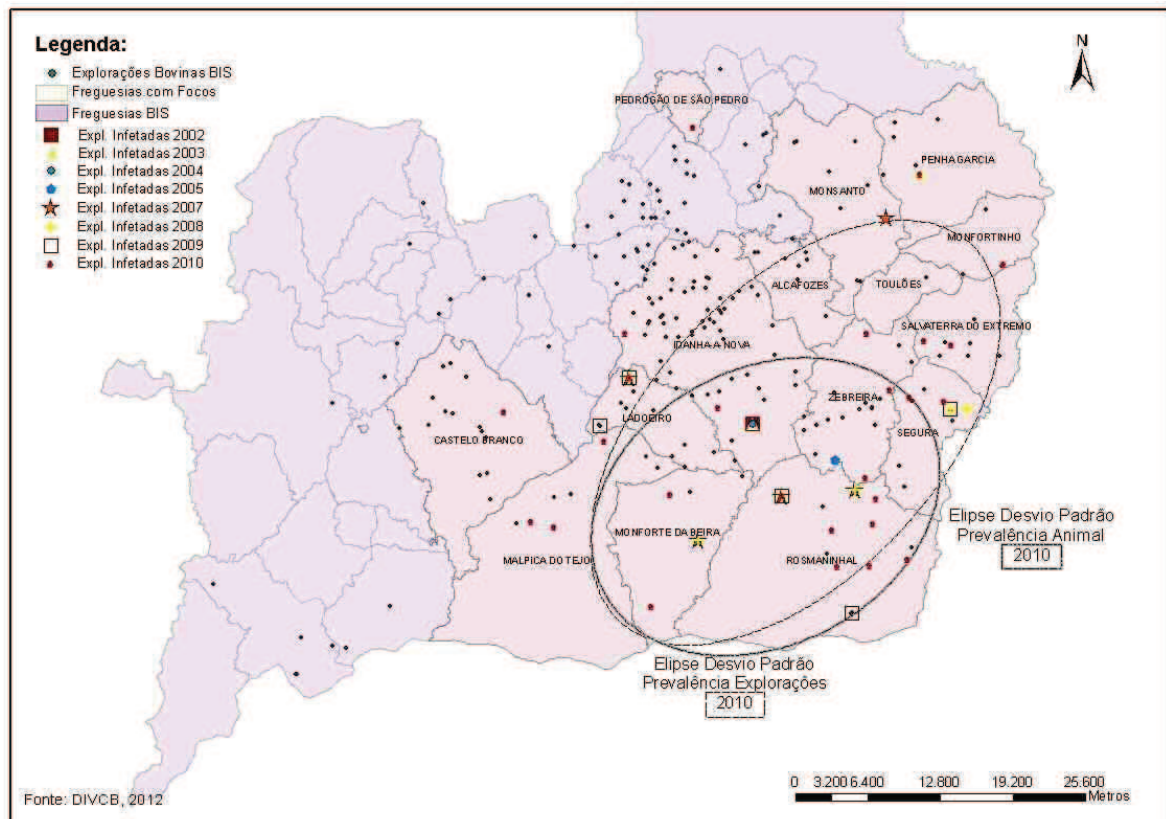 Legenda:
Explorações Bovinas BIS
Freguesias com Focos
Freguesias BIS
Expl. Infetadas 2002
Expl. Infetadas 2003
Expl. Infetadas 2004
Expl. Infetadas 2005
Expl. Infetadas 2007
Expl. Infetadas 2008
Expl. Infetadas 2009
Expl. Infetadas 2010
N
PEDROGÃO DE SÃO PEDRO
PENHAGARCIA
MONSANTO
MONFORTINHO
ALCAFOZES
TOULÕES
SALVATERRA DO EXTREMO
IDANHA-A-NOVA
ZEBREIRA
LADOEIRO
SEGURA
CASTELO BRANCO
MONFORTE DA BEIRA
MALPICA DO TEJO
ROSMANINHAL
Elipse Desvio Padrão
Prevalência Animal
2010
Elipse Desvio Padrão
Prevalência Explorações
2010
0 3.200 6.400 12.800 19.200 25.600
Metros
Fonte: DIVCB, 2012